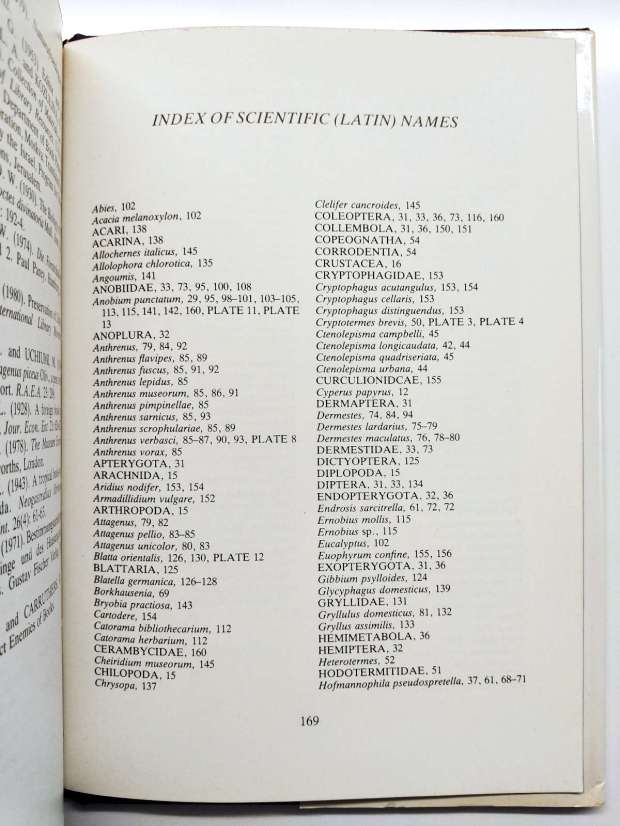 INDEX OF SCIENTIFIC (LATIN) NAMES
Abies, 102
Acacia melanoxylon, 102
ACARI, 138
ACARINA, 138
Allochernes italicus, 145
Allolophora chlorotica, 135
Angoumis, 141
ANOBIIDAE, 33, 73, 95, 100, 108
Anobium punctatum, 29, 95, 98–101, 103–105,
113, 115, 141, 142, 160, PLATE 11, PLATE
13
ANOPLURA, 32
Anthrenus, 79, 84, 92
Anthrenus flavipes, 85, 89
Anthrenus fuscus, 85, 91, 92
Anthrenus lepidus, 85
Anthrenus museorum, 85, 86, 91
Anthrenus pimpinellae, 85
Anthrenus sarnicus, 85, 93
Anthrenus scrophulariae, 85, 89
Anthrenus verbasci, 85–87, 90, 93, PLATE 8
Anthrenus vorax, 85
APTERYGOTA, 31
ARACHNIDA, 15
Aridius nodifer, 153, 154
Armadillidium vulgare, 152
ARTHROPODA, 15
Attagenus, 79, 82
Attagenus pellio, 83–85
Attagenus unicolor, 80, 83
Blatta orientalis, 126, 130, PLATE 12
BLATTARIA, 125
Blatella germanica, 126–128
Borkhausenia, 69
Bryobia practiosa, 143
Cartodere, 154
Catorama bibliothecarium, 112
Catorama herbarium, 112
CERAMBYCIDAE, 160
Cheiridium museorum, 145
CHILOPODA, 15
Chrysopa, 137
Clelifer cancroides, 145
COLEOPTERA, 31, 33, 36, 73, 116, 160
COLLEMBOLA, 31, 36, 150, 151
COPEOGNATHA, 54
CORRODENTIA, 54
CRUSTACEA, 16
CRYPTOPHAGIDAE, 153
Cryptophagus acutangulus, 153, 154
Cryptophagus cellaris, 153
Cryptophagus distinguendus, 153
Cryptotermes brevis, 50, PLATE 3, PLATE 4
Ctenolepisma campbelli, 45
Ctenolepisma longicaudata, 42, 44
Ctenolepisma quadriseriata, 45
Ctenolepisma urbana, 44
CURCULIONIDCAE, 155
Cyperus papyrus, 12
DERMAPTERA, 31
Dermestes, 74, 84, 94
Dermestes lardarius, 75–79
Dermestes maculatus, 76, 78–80
DERMESTIDAE, 33, 73
DICTYOPTERA, 125
DIPLOPODA, 15
DIPTERA, 31, 33, 134
ENDOPTERYGOTA, 32, 36
Endrosis sarcitrella, 61, 72, 72
Ernobius mollis, 115
Ernobius sp., 115
Eucalyptus, 102
Euophyrum confine, 155, 156
EXOPTERYGOTA, 31, 36
Gibbium psylloides, 124
Glycyphagus domesticus, 139
GRYLLIDAE, 131
Gryllulus domesticus, 81, 132
Gryllus assimilis, 133
HEMIMETABOLA, 36
HEMIPTERA, 32
Heterotermes, 52
HODOTERMITIDAE, 51
Hofmannophila pseudospretella, 37, 61, 68–71
169